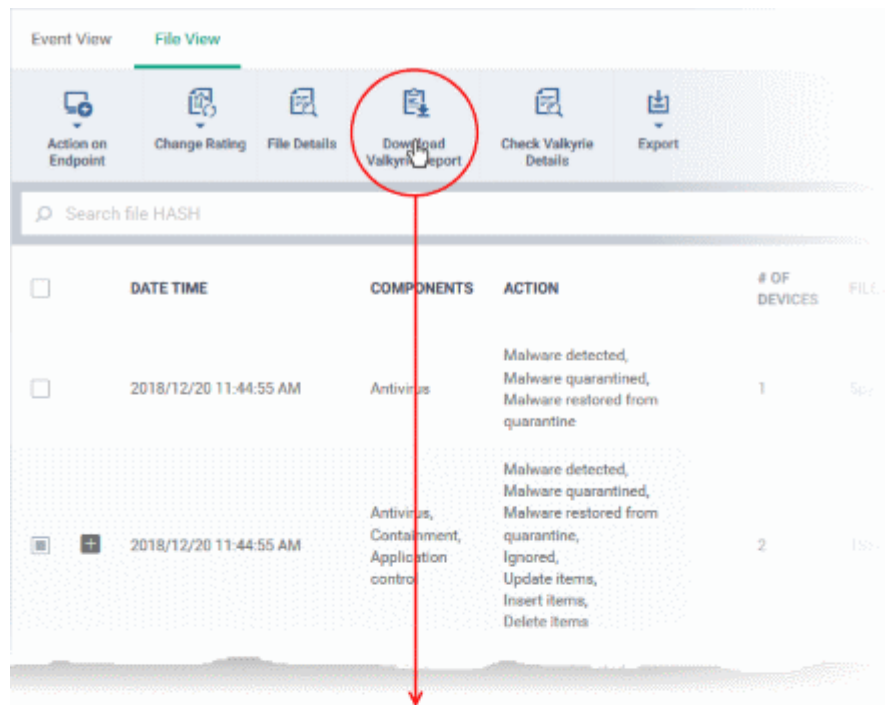 Event View File View
Action on Endpoint
Change Rating
File Details
Download Valkyrie Report
Check Valkyrie Details
Export
Search file HASH
DATE TIME COMPONENTS ACTION # OF DEVICES
2018/12/20 11:44:55 AM
Antivirus
Malware detected,
Malware quarantined,
Malware restored from
quarantine
1
2018/12/20 11:44:55 AM
Antivirus,
Containment,
Application
control
Malware detected,
Malware quarantined,
Malware restored from
quarantine,
Ignored,
Update items,
Insert items,
Delete items
2